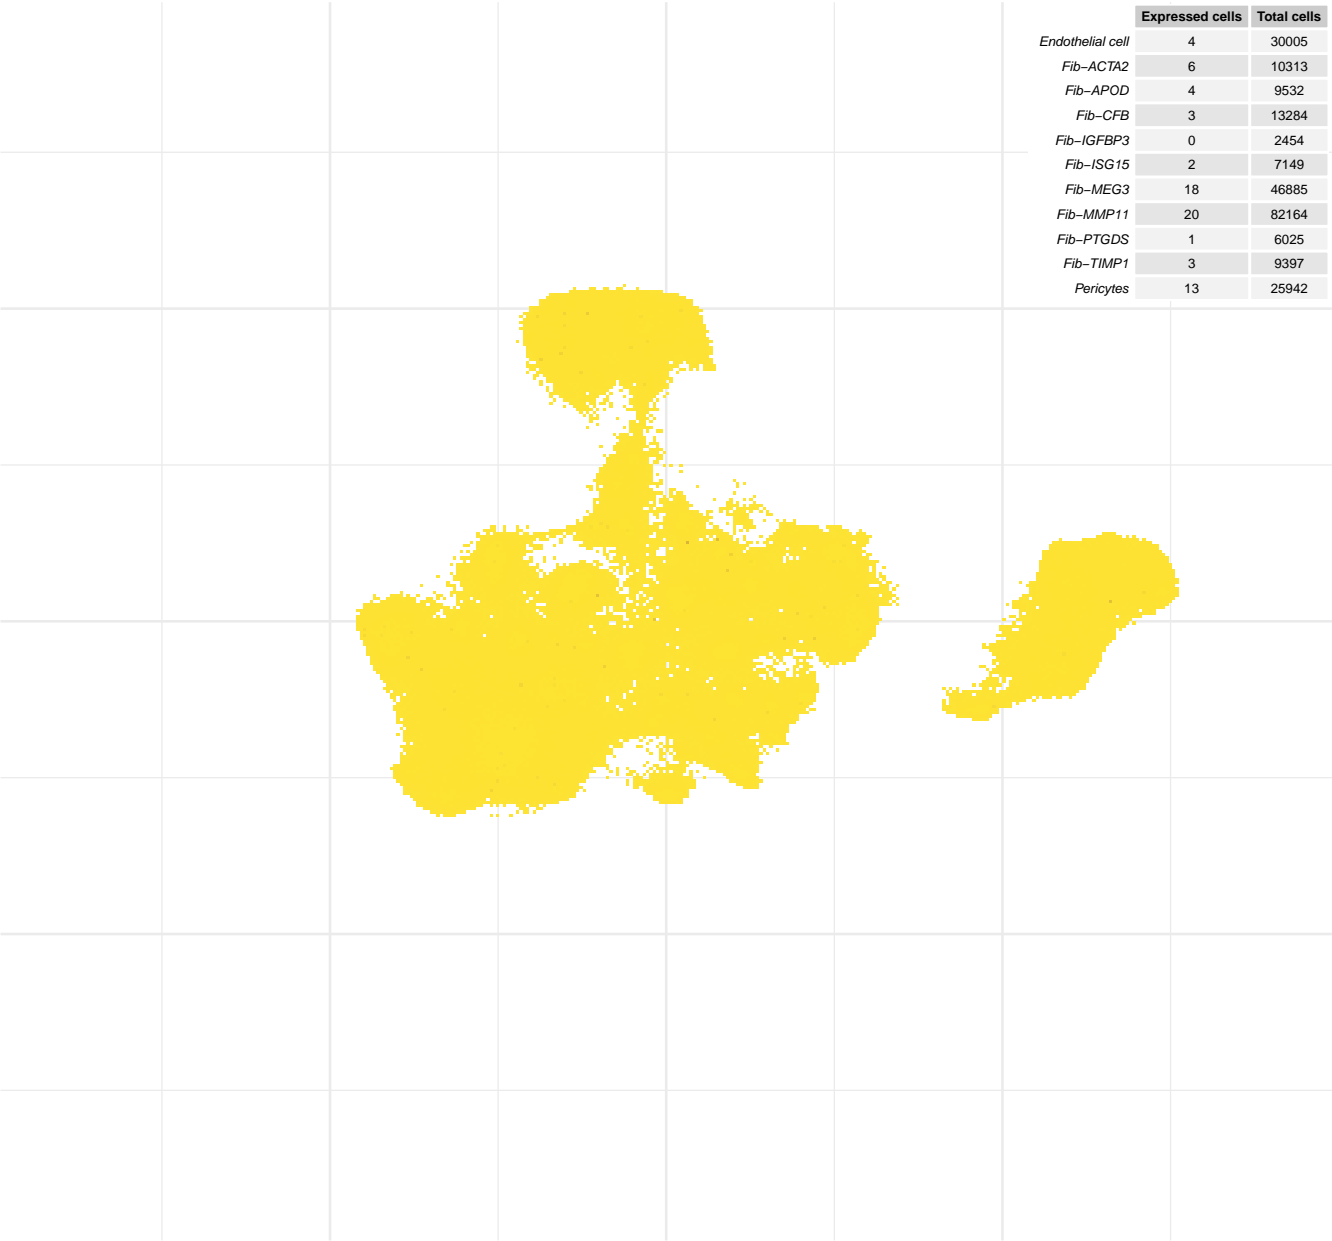 Expressed cells Total cells
Endothelial cell 4 30005
Fib−ACTA2 6 10313
Fib−APOD 4 9532
Fib−CFB 3 13284
Fib−IGFBP3 0 2454
Fib−ISG15 2 7149
Fib−MEG3 18 46885
Fib−MMP11 20 82164
Fib−PTGDS 1 6025
Fib−TIMP1 3 9397
Pericytes 13 25942